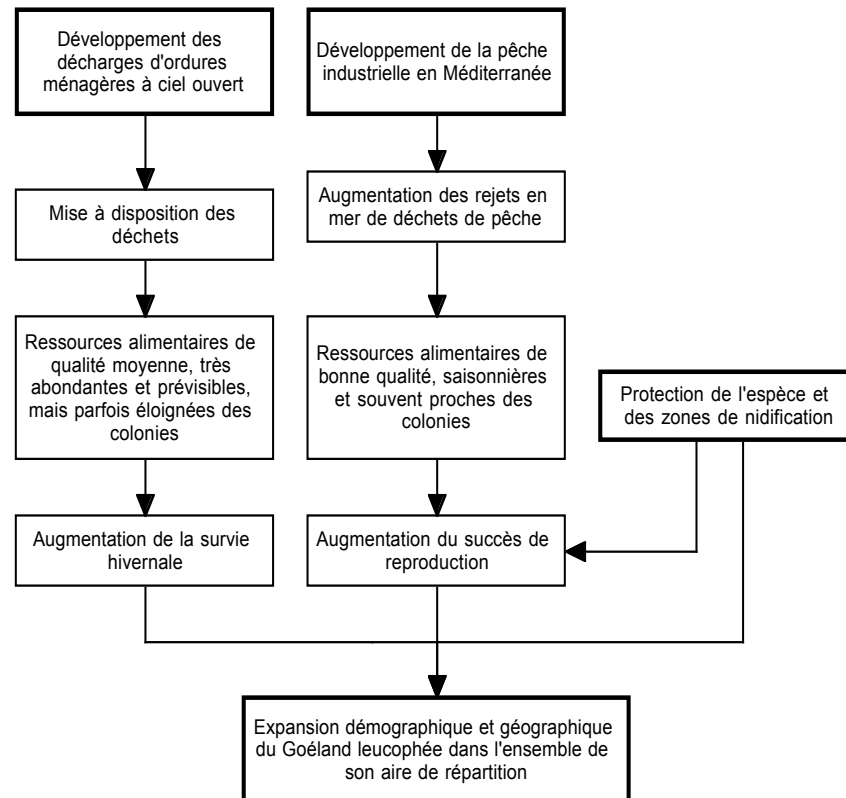 Développement des
décharges d'ordures
ménagères à ciel ouvert
Développement de la pêche
industrielle en Méditerranée
Mise à disposition des
déchets
Augmentation des rejets en
mer de déchets de pêche
Ressources alimentaires de
qualité moyenne, très
abondantes et prévisibles,
mais parfois éloignées des
colonies
Ressources alimentaires de
bonne qualité, saisonnières
et souvent proches des
colonies
Protection de l'espèce et
des zones de nidification
Augmentation de la survie
hivernale
Augmentation du succès de
reproduction
Expansion démographique et géographique
du Goéland leucophée dans l'ensemble de
son aire de répartition